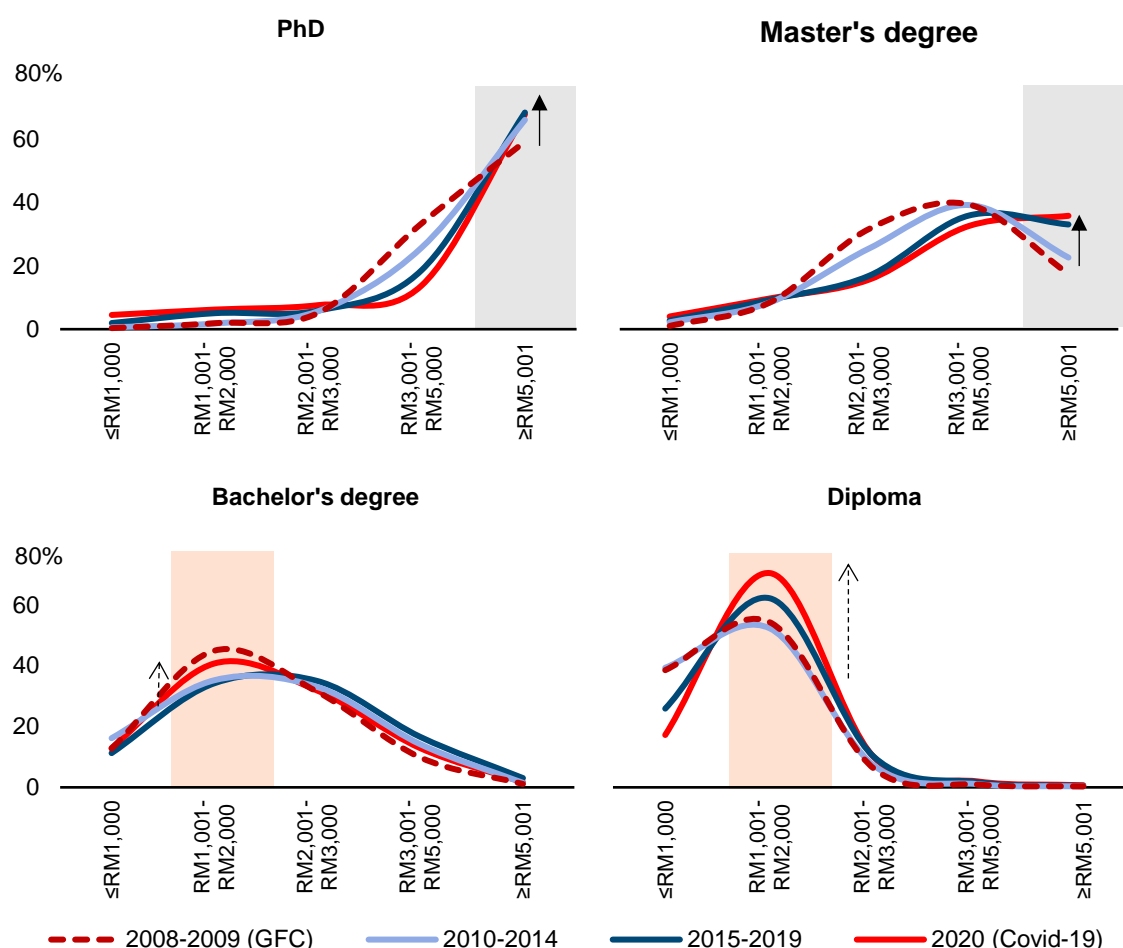 PhD
Master's degree
80%
60
40
20
0
≤RM1,000
RM1,001-
RM2,000
RM2,001-
RM3,000
RM3,001-
RM5,000
≥RM5,001
≤RM1,000
RM1,001-
RM2,000
RM2,001-
RM3,000
RM3,001
RM5,000
≥RM5,001
Bachelor's degree
Diploma
80%
60
40
20
0
≤RM1,000
RM1,001-
RM2,000
RM2,001-
RM3,000
RM3,001-
RM5,000
≥RM5,001
≤RM1,000
RM1,001-
RM2,000
RM2,001-
RM3,000
RM3,001-
RM5,000
≥RM5,001
2008-2009 (GFC)
2010-2014
2015-2019
2020 (Covid-19)